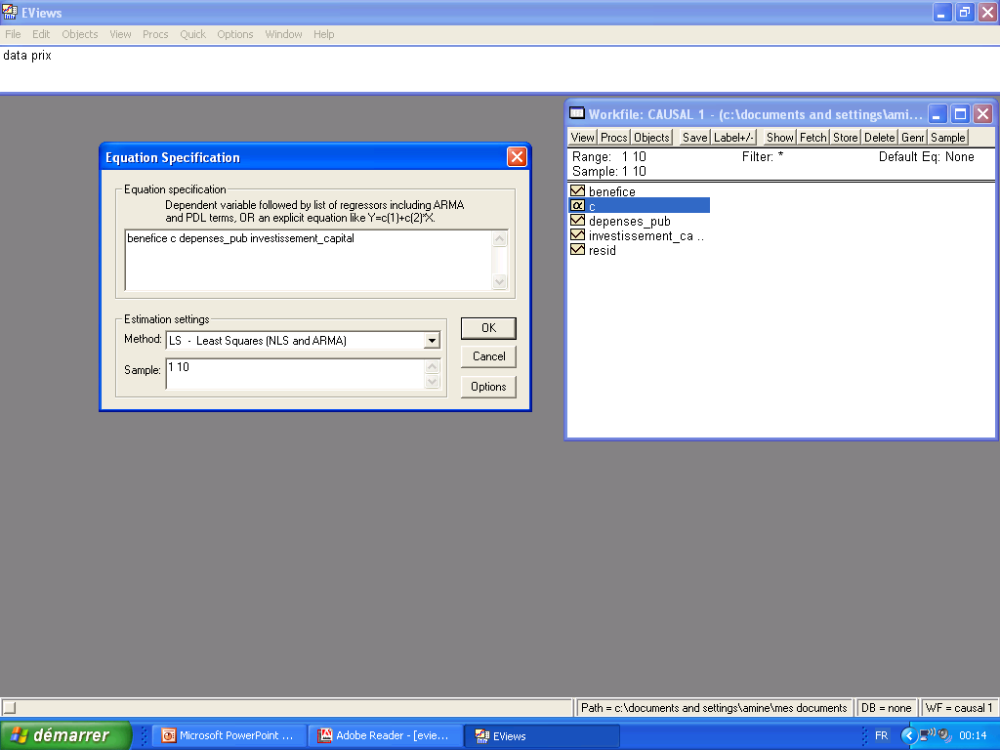 EViews
File Edit Objects View Procs Quick Options Window Help
data prix
Workfile: CAUSAL 1 - (c:\documents and settings\ami...
View Procs Objects Save Label+/- Show Fetch Store Delete Genr Sample
Range: 1 10 Filter: * Default Eq: None
Sample: 1 10
benefice
c
depenses_pub
investissement_ca ..
resid
Equation Specification
Equation specification
Dependent variable followed by list of regressors including ARMA
and PDL terms, OR an explicit equation like Y=c(1)+c(2)*X.
benefice c depenses_pub investissement_capital
Estimation settings
Method: LS - Least Squares (NLS and ARMA)
Sample: 1 10
OK
Cancel
Options
Path = c:\documents and settings\amine\mes documents DB = none WF = causal 1
démarrer Microsoft PowerPoint ... Adobe Reader - [evie... EViews FR 00:14